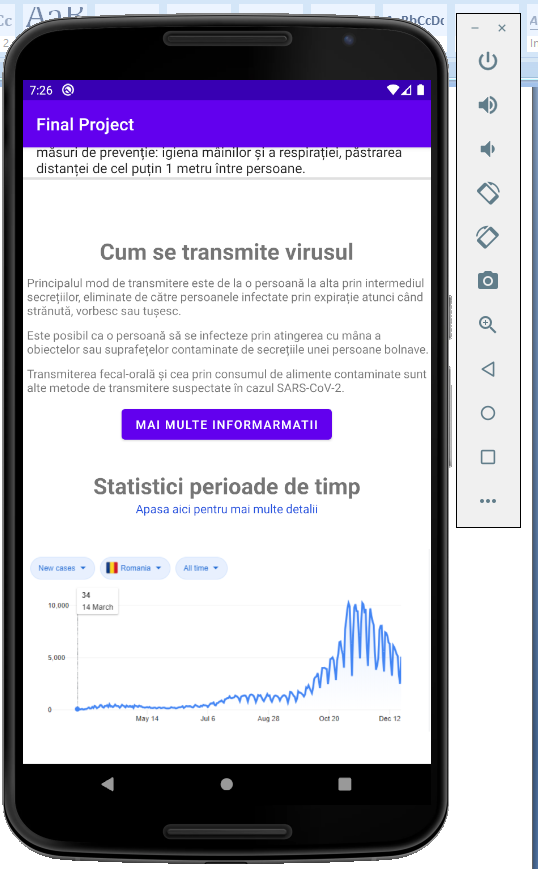 AaB
AaBbCcDc
7:26
Final Project
măsuri de prevenție: igiena mâinilor și a respirației, păstrarea
distanței de cel puțin 1 metru între persoane.
Cum se transmite virusul
Principalul mod de transmitere este de la o persoană la alta prin intermediul
secrețiilor, eliminate de către persoanele infectate prin expirație atunci când
strănută, vorbesc sau tușesc.
Este posibil ca o persoană să se infecteze prin atingerea cu mâna a
obiectelor sau suprafețelor contaminate de secrețiile unei persoane bolnave.
Transmiterea fecal-orală și cea prin consumul de alimente contaminate sunt
alte metode de transmitere suspectate în cazul SARS-CoV-2.
MAI MULTE INFORMARMATII
Statistici perioade de timp
Apasa aici pentru mai multe detalii
New cases Romania All time
34
14 March
10,000
5,000
0
May 14 Jul 6 Aug 28 Oct 20 Dec 12